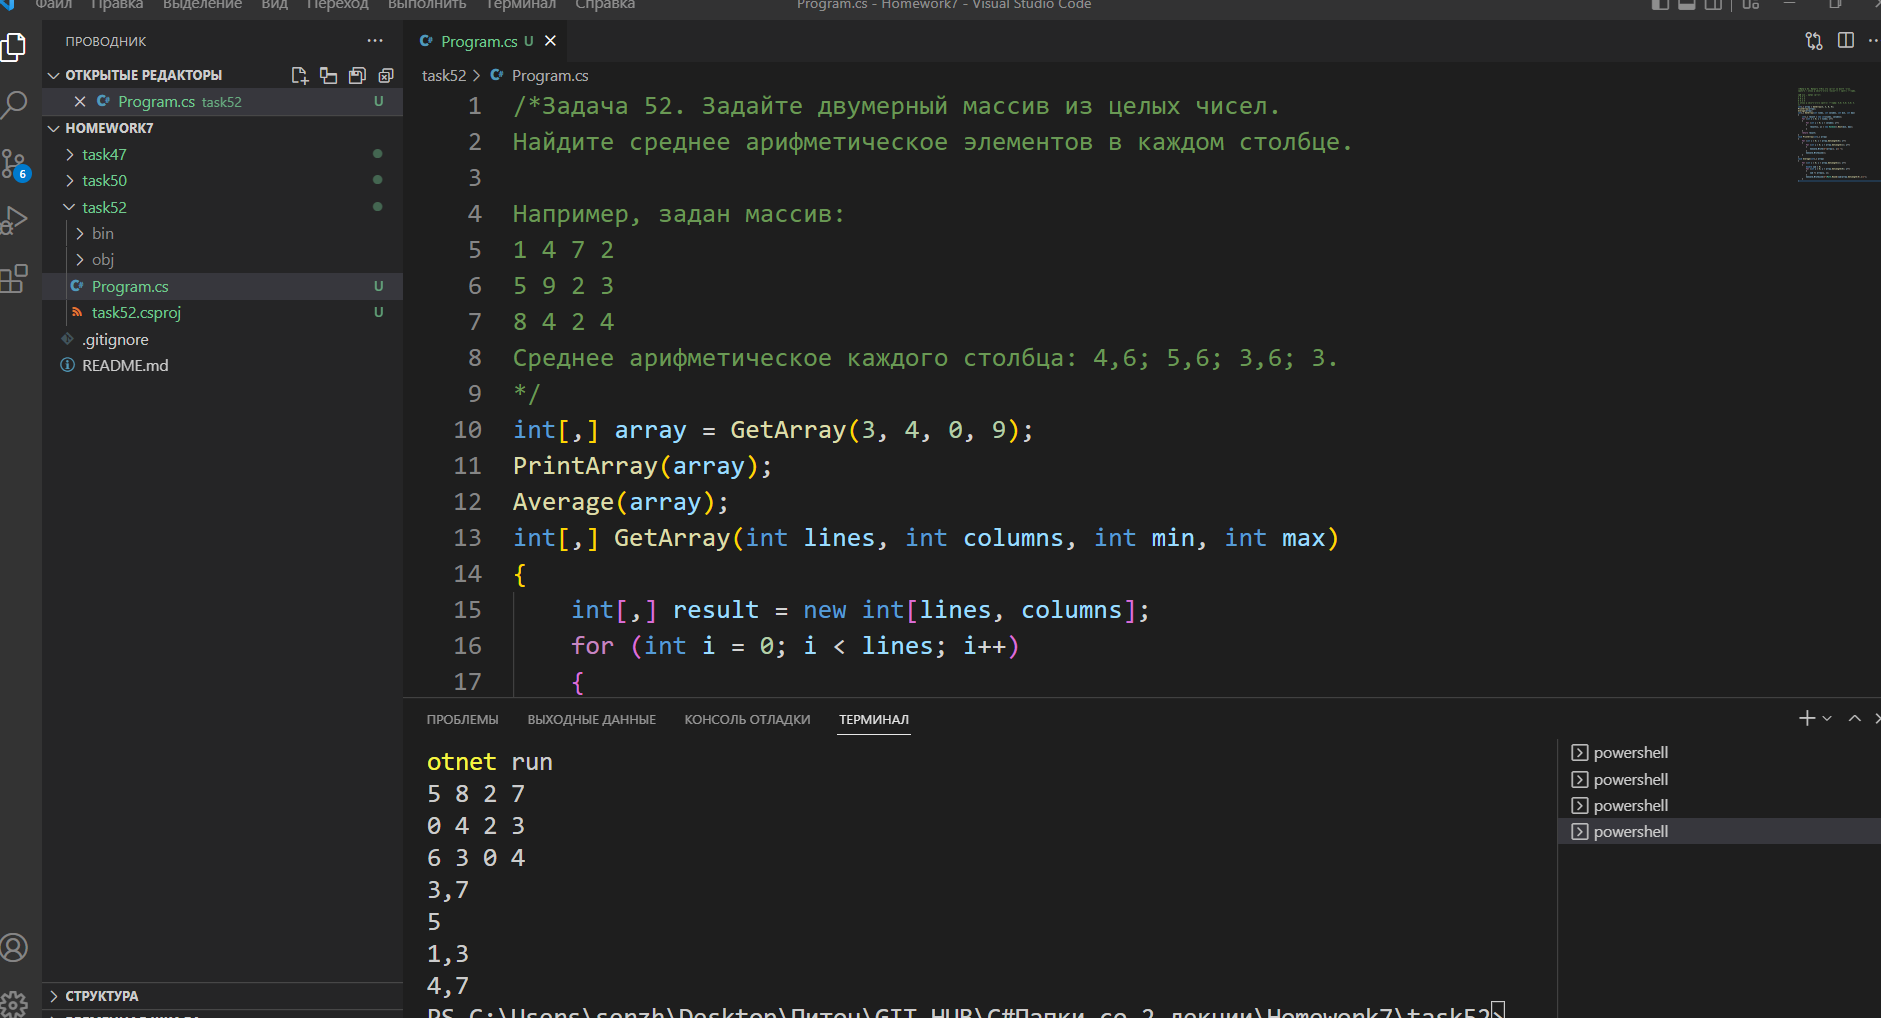 Файл Правка Выделение Вид Переход Выполнить Терминал Справка
Program.cs - Homework7 - Visual Studio Code
ПРОВОДНИК
ОТКРЫТЫЕ РЕДАКТОРЫ
Program.cs task52 U
HOMEWORK7
task47
task50
task52
bin
obj
Program.cs U
task52.csproj U
.gitignore
README.md
СТРУКТУРА
6
Program.cs U
task52 > Program.cs
1 /*Задача 52. Задайте двумерный массив из целых чисел.
2 Найдите среднее арифметическое элементов в каждом столбце.
3
4 Например, задан массив:
5 1 4 7 2
6 5 9 2 3
7 8 4 2 4
8 Среднее арифметическое каждого столбца: 4,6; 5,6; 3,6; 3.
9 */
10 int[,] array = GetArray(3, 4, 0, 9);
11 PrintArray(array);
12 Average(array);
13 int[,] GetArray(int lines, int columns, int min, int max)
14 {
15 int[,] result = new int[lines, columns];
16 for (int i = 0; i < lines; i++)
17 {
ПРОБЛЕМЫ ВЫХОДНЫЕ ДАННЫЕ КОНСОЛЬ ОТЛАДКИ ТЕРМИНАЛ
otnet run
5 8 2 7
0 4 2 3
6 3 0 4
3,7
5
1,3
4,7
PS C:\Users\senzh\Desktop\Питон\GIT HUB\C#Папки со 2 лекции\Homework7\task52>
powershell
powershell
powershell
powershell